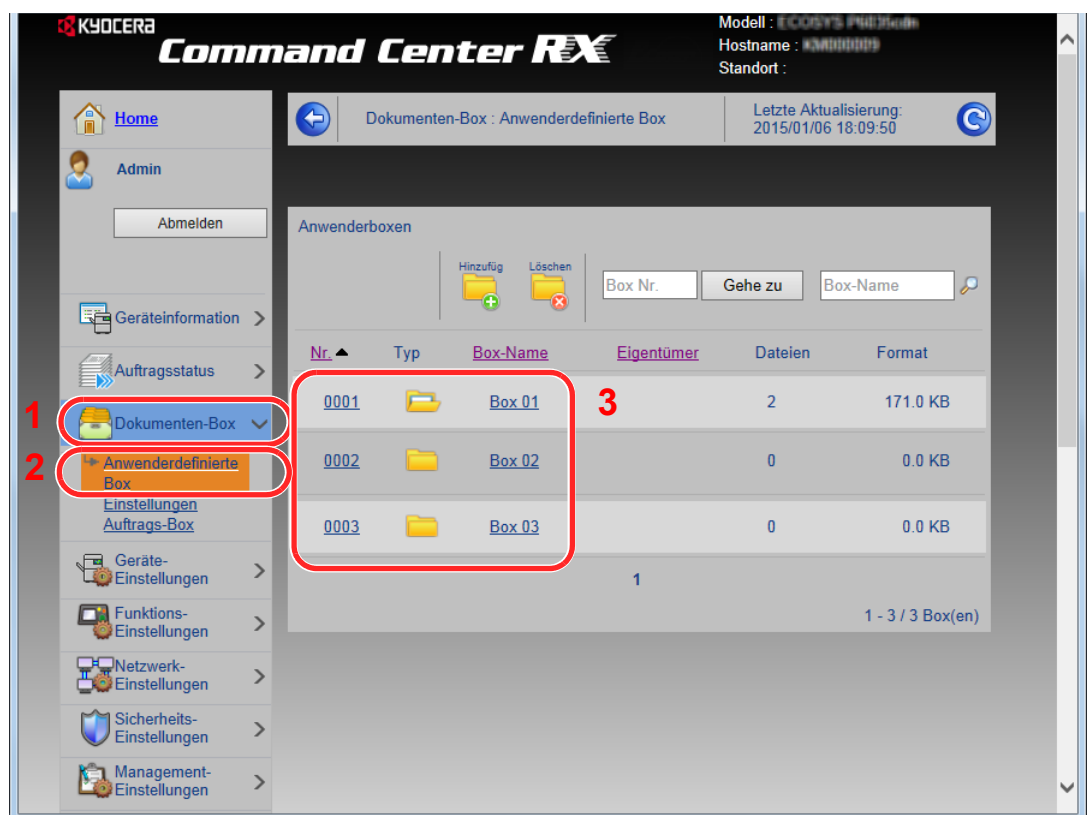 KYOCERA
Command Center RX
Modell :
Hostname :
Standort :
Home
Admin
Abmelden
Dokumenten-Box : Anwenderdefinierte Box
Letzte Aktualisierung:
2015/01/06 18:09:50
Anwenderboxen
Hinzufüg Löschen
Box Nr. Gehe zu Box-Name
Geräteinformation
Auftragsstatus
1 Dokumenten-Box
2 Anwenderdefinierte
Box
Einstellungen
Auftrags-Box
Geräte-
Einstellungen
Funktions-
Einstellungen
Netzwerk-
Einstellungen
Sicherheits-
Einstellungen
Management-
Einstellungen
Nr. Typ Box-Name Eigentümer Dateien Format
0001 Box 01 3 2 171.0 KB
0002 Box 02 0 0.0 KB
0003 Box 03 0 0.0 KB
1
1 - 3 / 3 Box(en)